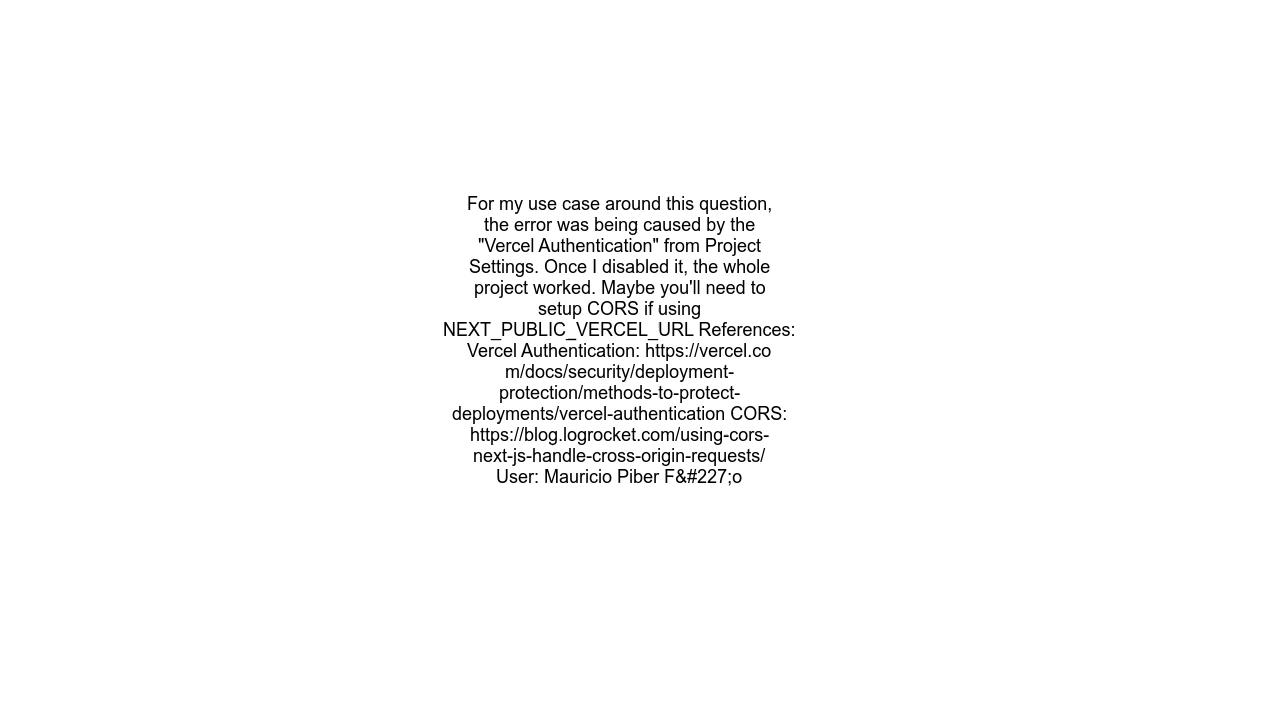 For my use case around this question,
the error was being caused by the
"Vercel Authentication" from Project
Settings. Once I disabled it, the whole
project worked. Maybe you'll need to
setup CORS if using
NEXT_PUBLIC_VERCEL_URL References:
Vercel Authentication: https://vercel.co
m/docs/security/deployment-
protection/methods-to-protect-
deployments/vercel-authentication CORS:
https://blog.logrocket.com/using-cors-
next-js-handle-cross-origin-requests/
User: Mauricio Piber F&#227;o